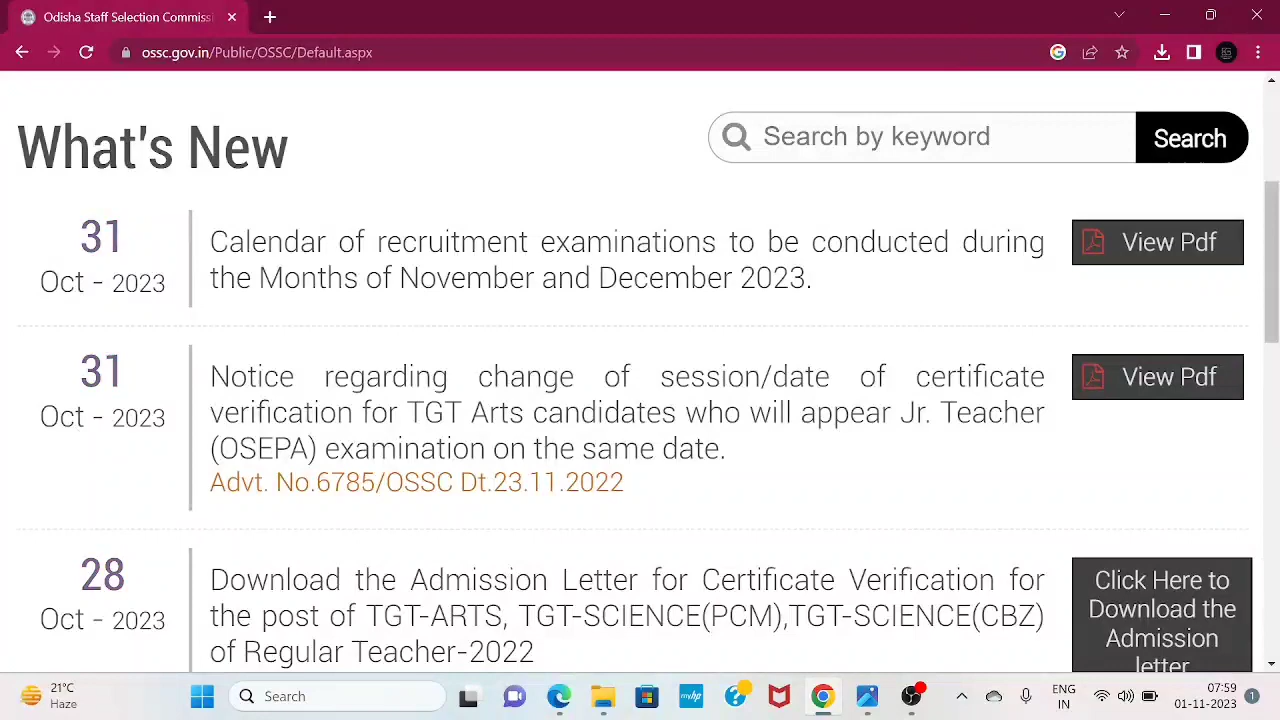 Odisha Staff Selection Commiss
ossc.gov.in/Public/OSSC/Default.aspx
What's New
Search by keyword
Search
31
Oct - 2023
Calendar of recruitment examinations to be conducted during
the Months of November and December 2023.
View Pdf
31
Oct - 2023
Notice regarding change of session/date of certificate
verification for TGT Arts candidates who will appear Jr. Teacher
(OSEPA) examination on the same date.
Advt. No.6785/OSSC Dt.23.11.2022
View Pdf
28
Oct - 2023
Download the Admission Letter for Certificate Verification for
the post of TGT-ARTS, TGT-SCIENCE(PCM),TGT-SCIENCE(CBZ)
of Regular Teacher-2022
Click Here to
Download the
Admission
letter
21°C
Haze
Search
myhp
ENG
IN
07:59
01-11-2023
1